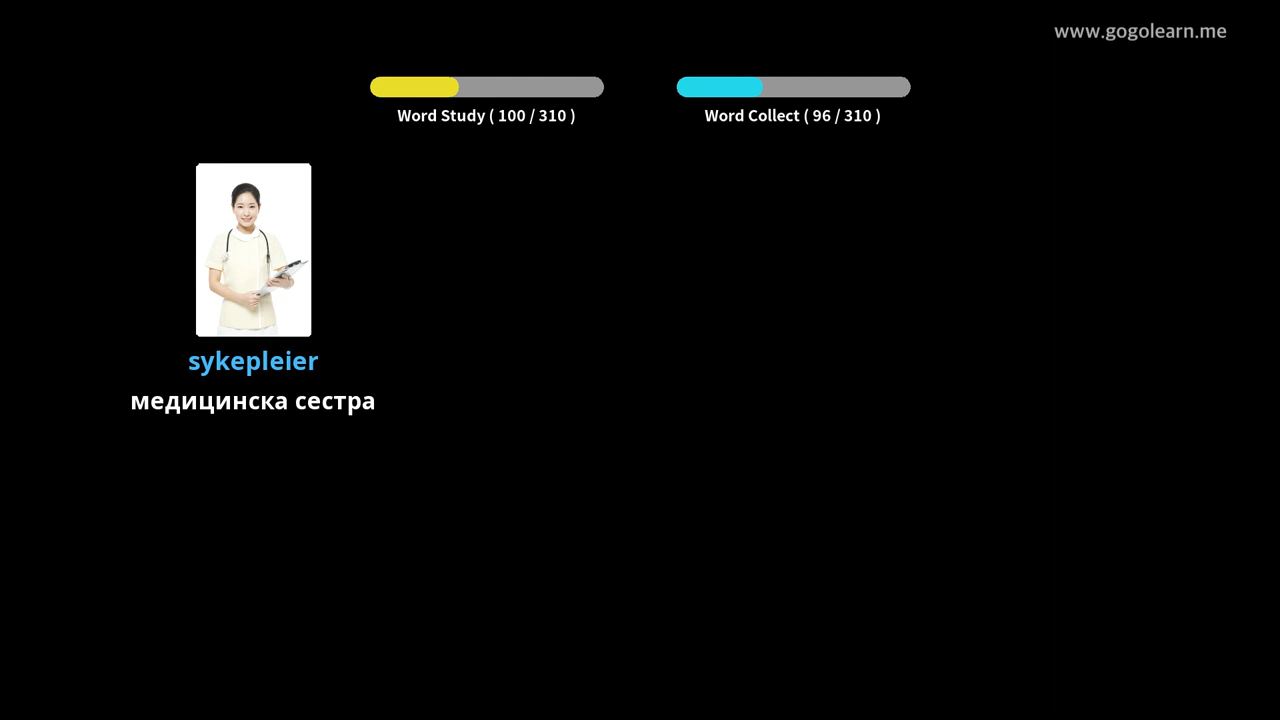 www.gogolearn.me
Word Study ( 100 / 310 )
Word Collect ( 96 / 310 )
sykepleier
медицинска сестра